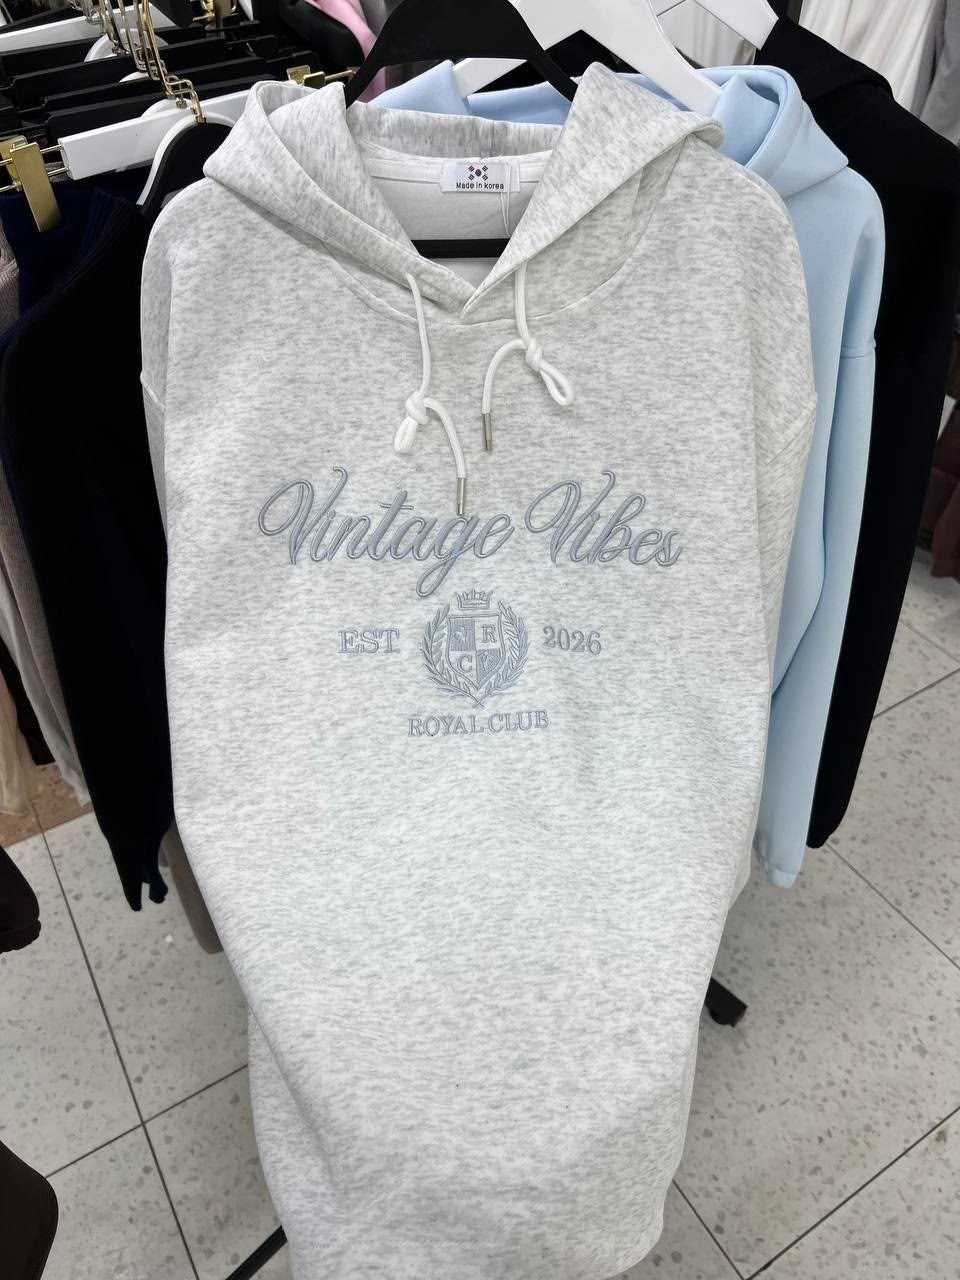 Made in korea
Vintage Vibes
EST 2026
R
C
ROYAL CLUB